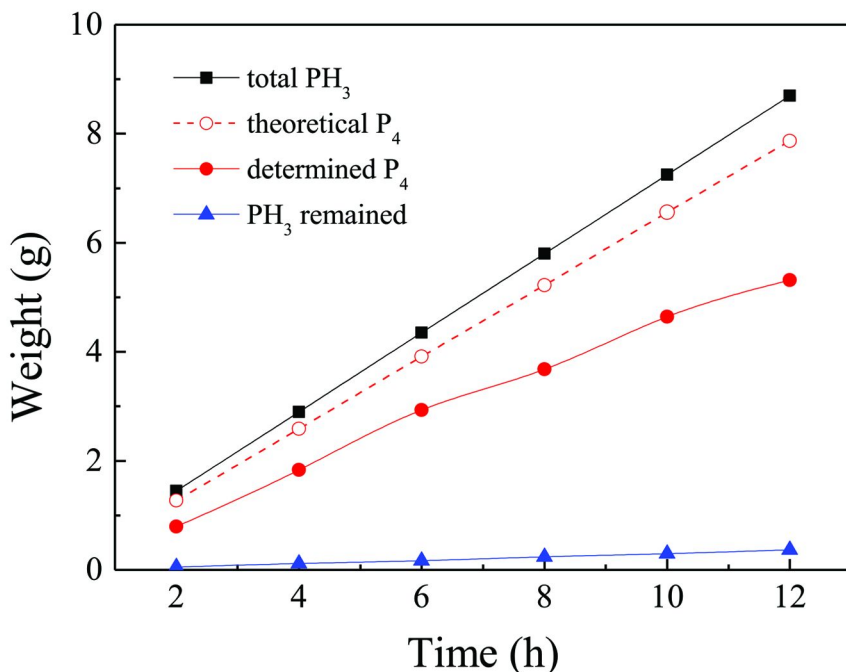 10
8
6
4
2
0
Weight (g)
total PH₃
theoretical P₄
determined P₄
PH₃ remained
2 4 6 8 10 12
Time (h)